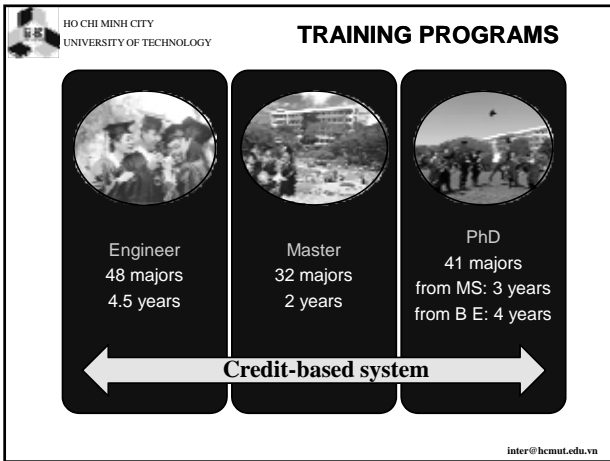 HO CHI MINH CITY
UNIVERSITY OF TECHNOLOGY
TRAINING PROGRAMS
Engineer
48 majors
4.5 years
Master
32 majors
2 years
PhD
41 majors
from MS: 3 years
from B E: 4 years
Credit-based system
inter@hcmut.edu.vn